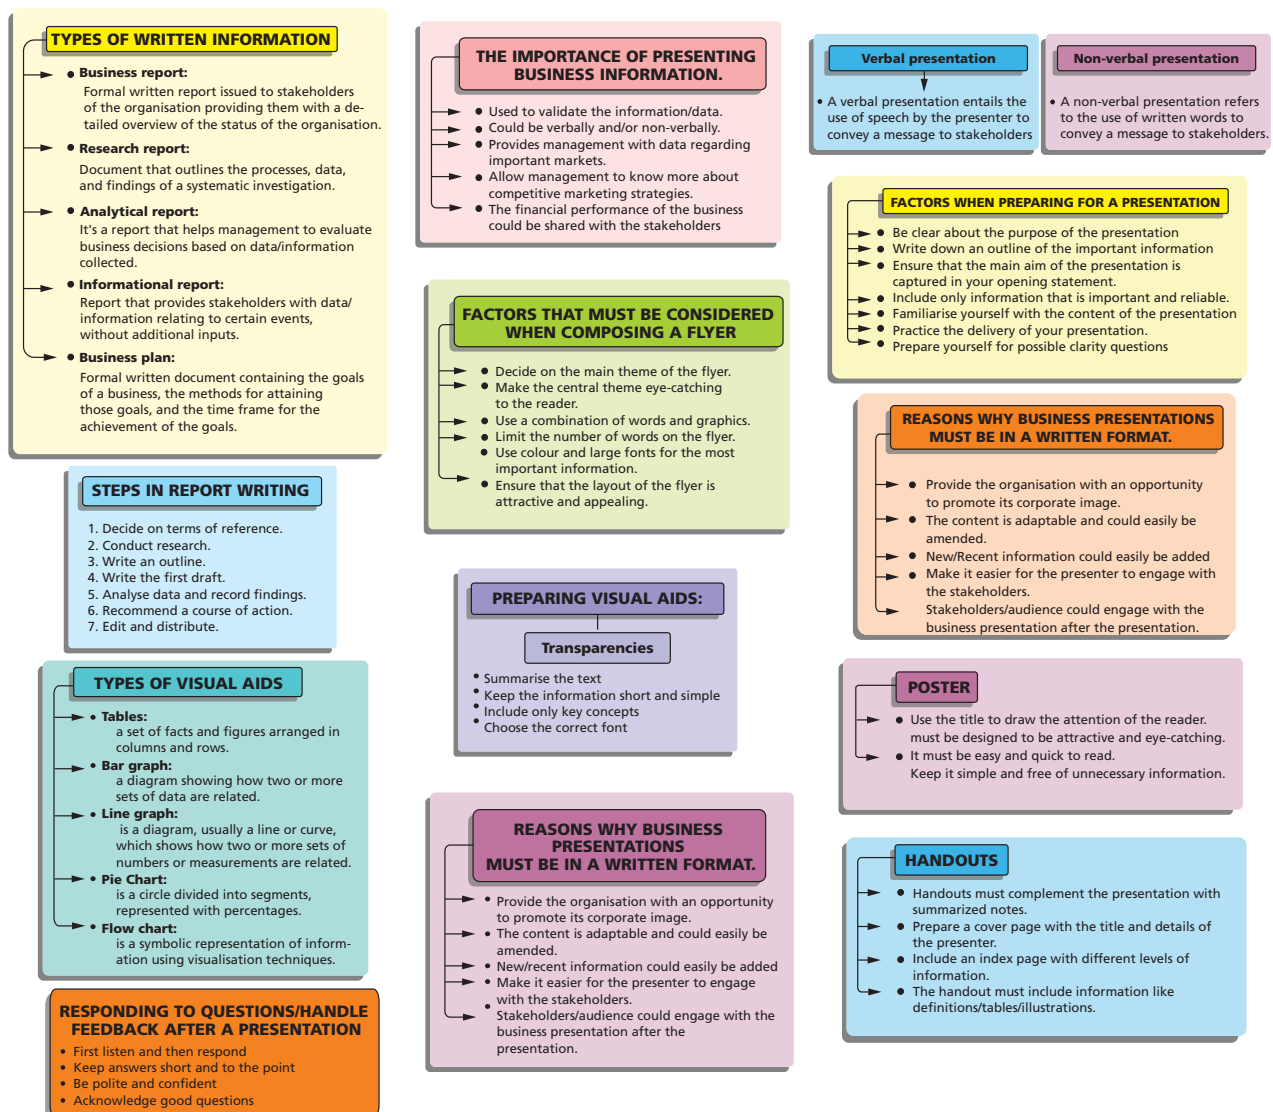 TYPES OF WRITTEN INFORMATION
• Business report:
Formal written report issued to stakeholders
of the organisation providing them with a de-
tailed overview of the status of the organisation.
• Research report:
Document that outlines the processes, data,
and findings of a systematic investigation.
• Analytical report:
It's a report that helps management to evaluate
business decisions based on data/information
collected.
• Informational report:
Report that provides stakeholders with data/
information relating to certain events,
without additional inputs.
• Business plan:
Formal written document containing the goals
of a business, the methods for attaining
those goals, and the time frame for the
achievement of the goals.
STEPS IN REPORT WRITING
1. Decide on terms of reference.
2. Conduct research.
3. Write an outline.
4. Write the first draft.
5. Analyse data and record findings.
6. Recommend a course of action.
7. Edit and distribute.
TYPES OF VISUAL AIDS
• Tables:
a set of facts and figures arranged in
columns and rows.
• Bar graph:
a diagram showing how two or more
sets of data are related.
• Line graph:
is a diagram, usually a line or curve,
which shows how two or more sets of
numbers or measurements are related.
• Pie Chart:
is a circle divided into segments,
represented with percentages.
• Flow chart:
is a symbolic representation of inform-
ation using visualisation techniques.
RESPONDING TO QUESTIONS/HANDLE
FEEDBACK AFTER A PRESENTATION
• First listen and then respond
• Keep answers short and to the point
• Be polite and confident
• Acknowledge good questions
THE IMPORTANCE OF PRESENTING
BUSINESS INFORMATION.
• Used to validate the information/data.
• Could be verbally and/or non-verbally.
• Provides management with data regarding
important markets.
• Allow management to know more about
competitive marketing strategies.
• The financial performance of the business
could be shared with the stakeholders
FACTORS THAT MUST BE CONSIDERED
WHEN COMPOSING A FLYER
• Decide on the main theme of the flyer.
• Make the central theme eye-catching
to the reader.
• Use a combination of words and graphics.
• Limit the number of words on the flyer.
• Use colour and large fonts for the most
important information.
• Ensure that the layout of the flyer is
attractive and appealing.
PREPARING VISUAL AIDS:
Transparencies
• Summarise the text
• Keep the information short and simple
• Include only key concepts
• Choose the correct font
REASONS WHY BUSINESS
PRESENTATIONS
MUST BE IN A WRITTEN FORMAT.
• Provide the organisation with an opportunity
to promote its corporate image.
• The content is adaptable and could easily be
amended.
• New/recent information could easily be added
• Make it easier for the presenter to engage
with the stakeholders.
• Stakeholders/audience could engage with the
business presentation after the
presentation.
Verbal presentation
• A verbal presentation entails the
use of speech by the presenter to
convey a message to stakeholders
Non-verbal presentation
• A non-verbal presentation refers
to the use of written words to
convey a message to stakeholders.
FACTORS WHEN PREPARING FOR A PRESENTATION
• Be clear about the purpose of the presentation
• Write down an outline of the important information
• Ensure that the main aim of the presentation is
captured in your opening statement.
• Include only information that is important and reliable.
• Familiarise yourself with the content of the presentation
• Practice the delivery of your presentation.
• Prepare yourself for possible clarity questions
REASONS WHY BUSINESS PRESENTATIONS
MUST BE IN A WRITTEN FORMAT.
• Provide the organisation with an opportunity
to promote its corporate image.
• The content is adaptable and could easily be
amended.
• New/Recent information could easily be added
• Make it easier for the presenter to engage with
the stakeholders.
Stakeholders/audience could engage with the
business presentation after the presentation.
POSTER
• Use the title to draw the attention of the reader.
must be designed to be attractive and eye-catching.
• It must be easy and quick to read.
Keep it simple and free of unnecessary information.
HANDOUTS
• Handouts must complement the presentation with
summarized notes.
• Prepare a cover page with the title and details of
the presenter.
• Include an index page with different levels of
information.
• The handout must include information like
definitions/tables/illustrations.